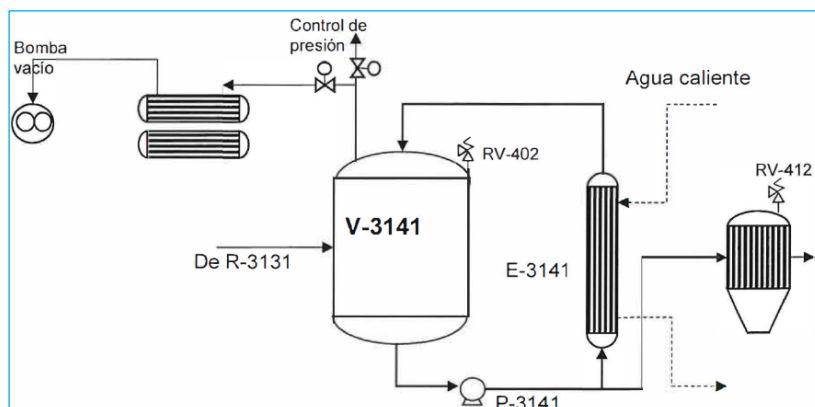 Control de
presión
Bomba
vacío
Agua caliente
RV-402
RV-412
V-3141
De R-3131
E-3141
P-3141